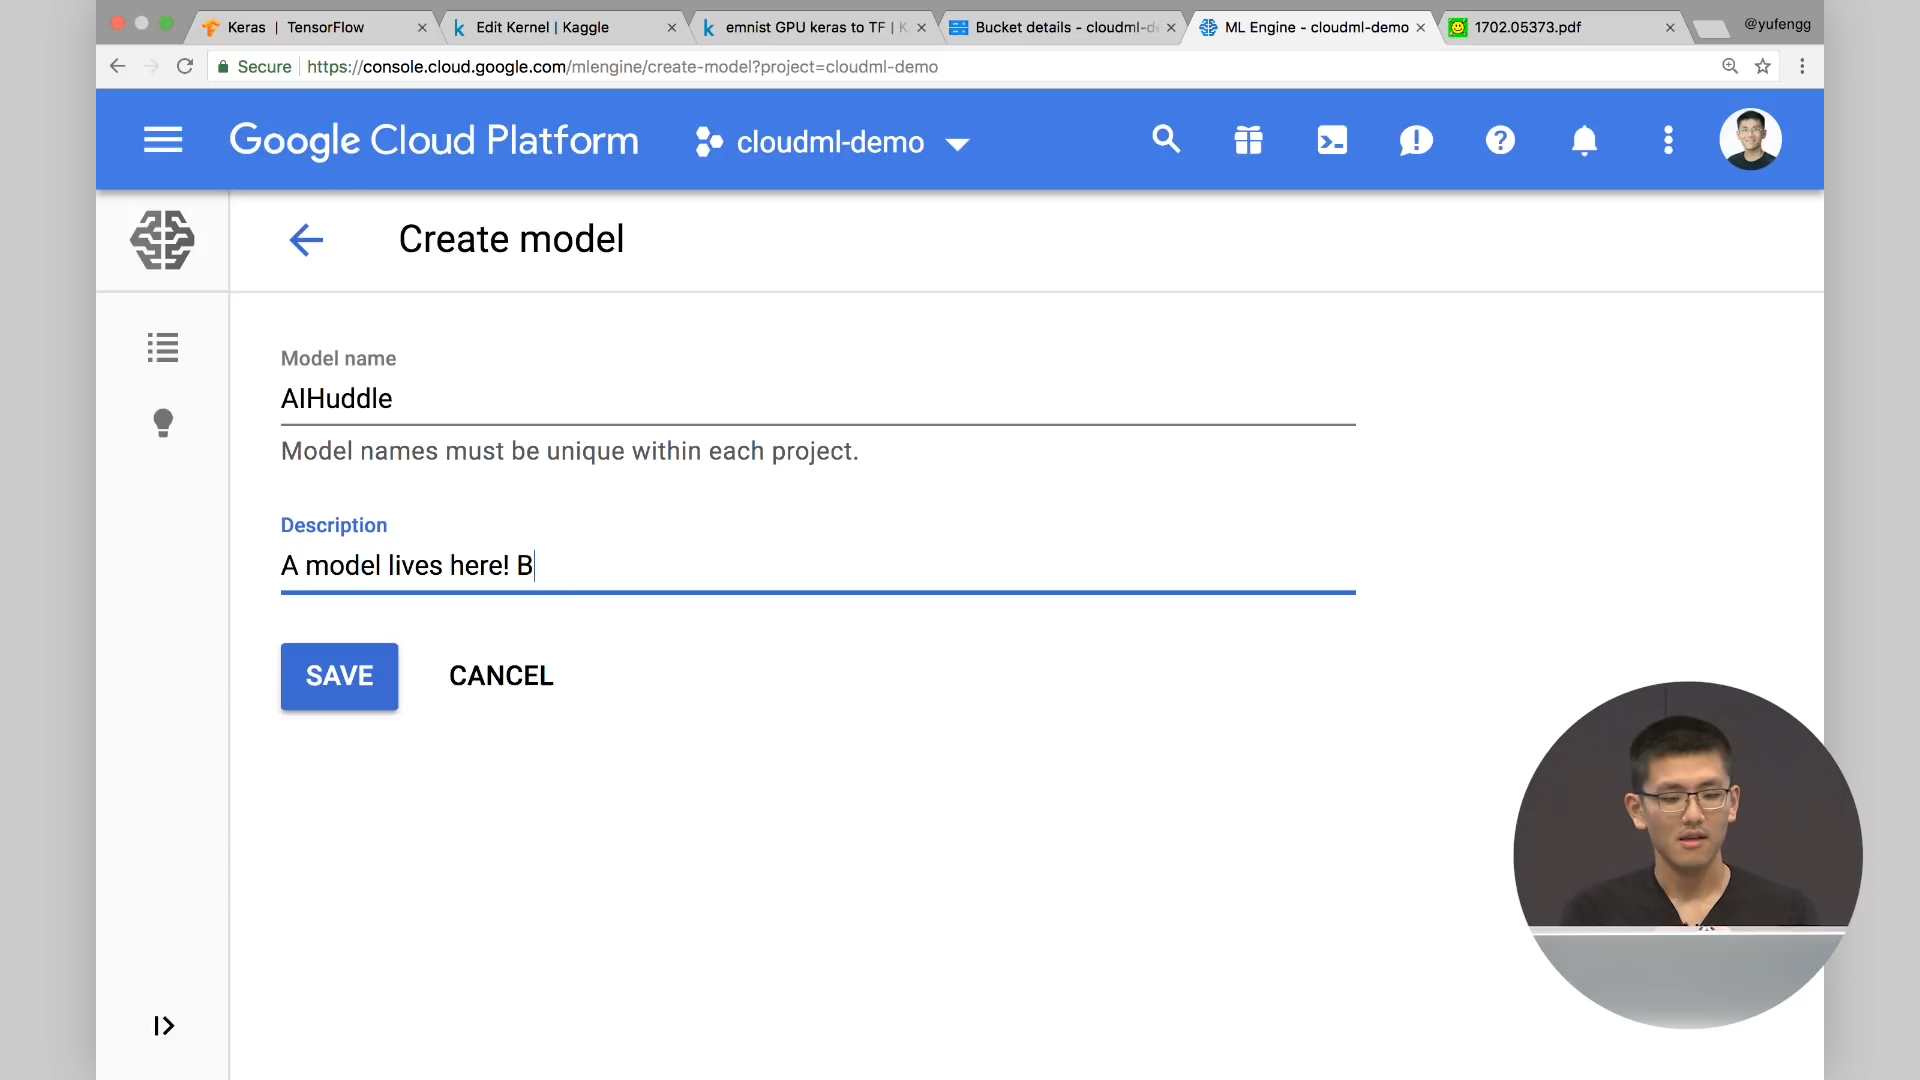 Keras | TensorFlow
Edit Kernel | Kaggle
emnist GPU keras to TF | K
Bucket details - cloudml-de
ML Engine - cloudml-demo
1702.05373.pdf
@yufengg
Secure
https://console.cloud.google.com/mlengine/create-model?project=cloudml-demo
Google Cloud Platform
cloudml-demo
Create model
Model name
AIHuddle
Model names must be unique within each project.
Description
A model lives here! B
SAVE
CANCEL